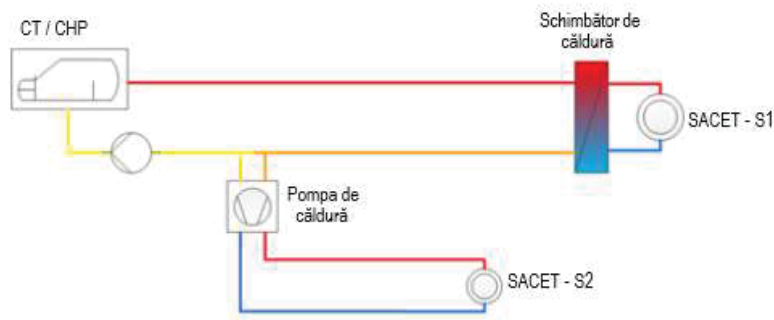 CT / CHP
Schimbător de
căldură
SACET - S1
Pompa de
căldură
SACET - S2